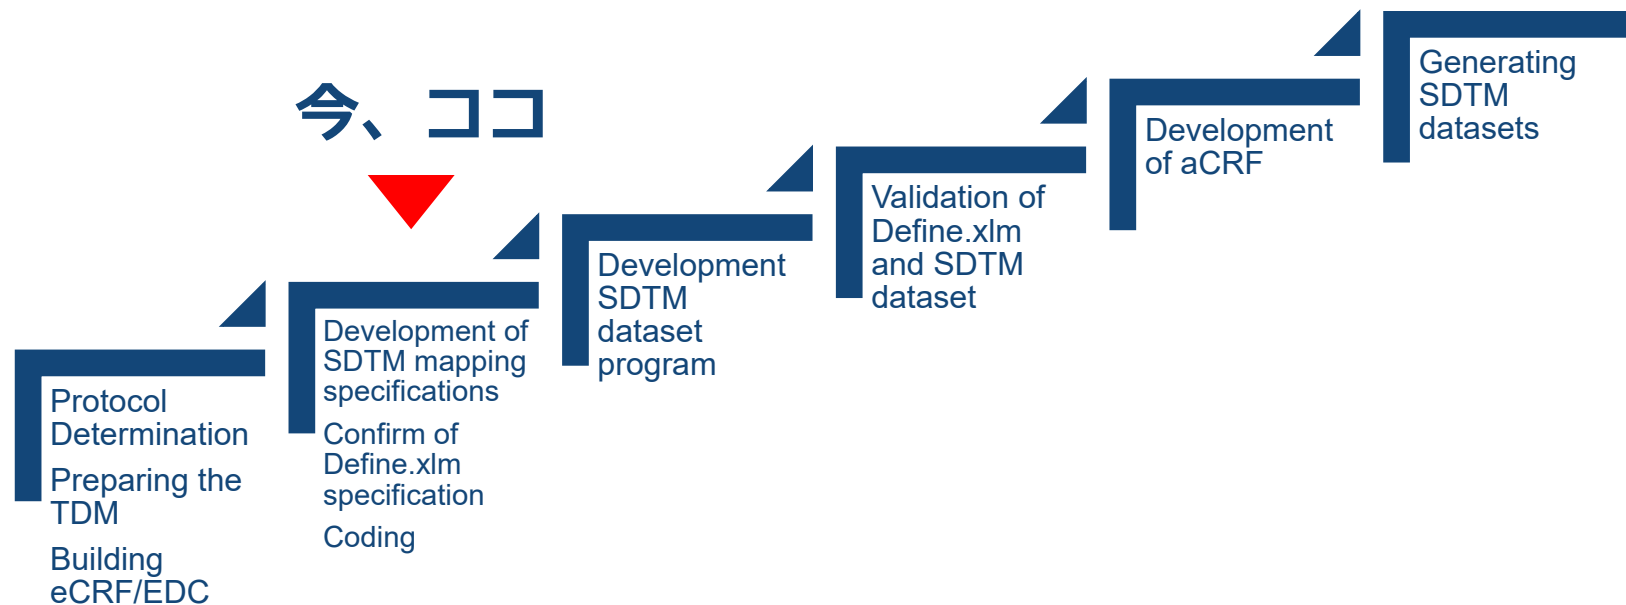 今、ココ
Protocol
Determination
Preparing the
TDM
Building
eCRF/EDC
Development of
SDTM mapping
specifications
Confirm of
Define.xlm
specification
Coding
Development
SDTM
dataset
program
Validation of
Define.xlm
and SDTM
dataset
Development
of aCRF
Generating
SDTM
datasets